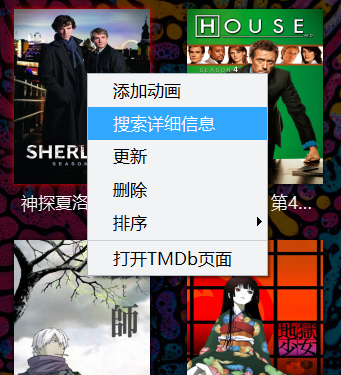 HOUSE M.D.
SEASON 4
添加动画
搜索详细信息
SHERL
SEASON
更新
神探夏洛
删除
第4...
排序
打开TMDb页面
師
地獄
少女